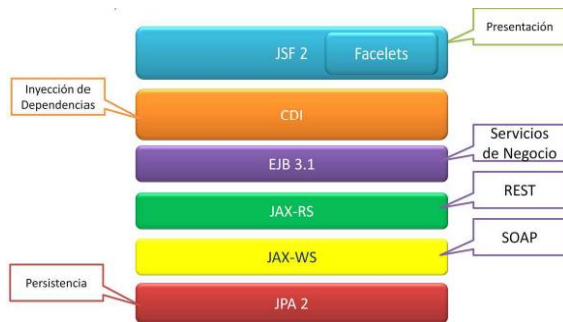 Presentación
JSF 2
Facelets
Inyección de
Dependencias
CDI
Servicios
de Negocio
EJB 3.1
REST
JAX-RS
SOAP
JAX-WS
Persistencia
JPA 2